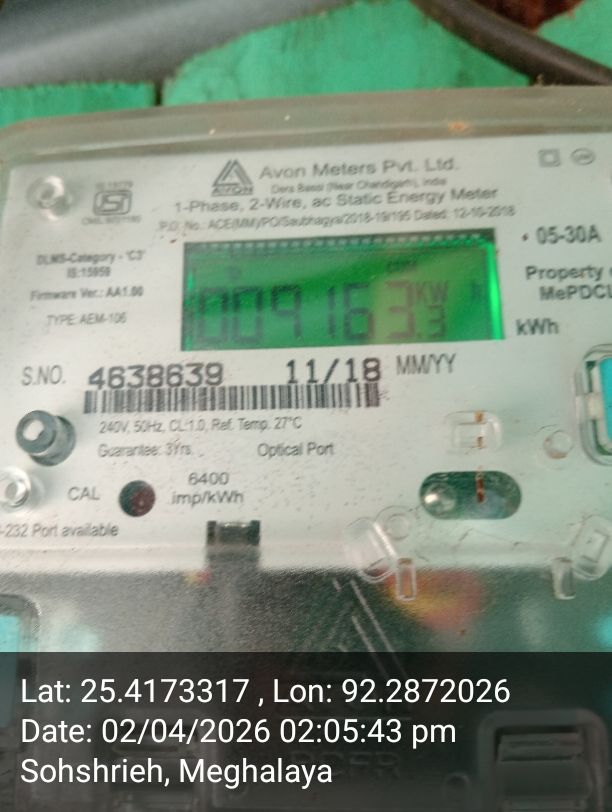 Avon Meters Pvt. Ltd.
AVON
Dera Bassi (Near Chandigarh), India
1-Phase, 2-Wire, ac Static Energy Meter
P.O. No.: ACE(MM)/PO/Saubhagya/2018-19/195 Dated: 12-10-2018
DLMS-Category - 'C3'
IS:15959
Firmware Ver.: AA1.00
TYPE: AEM-106
05-30A
Property
MePDCL
KW h
kWh
S.NO. 4638639 11/18 MM/YY
240V, 50Hz, CL:1.0, Ref. Temp. 27°C
Guarantee: 3Yrs. Optical Port
CAL 6400
imp/kWh
-232 Port available
Lat: 25.4173317 , Lon: 92.2872026
Date: 02/04/2026 02:05:43 pm
Sohshrieh, Meghalaya